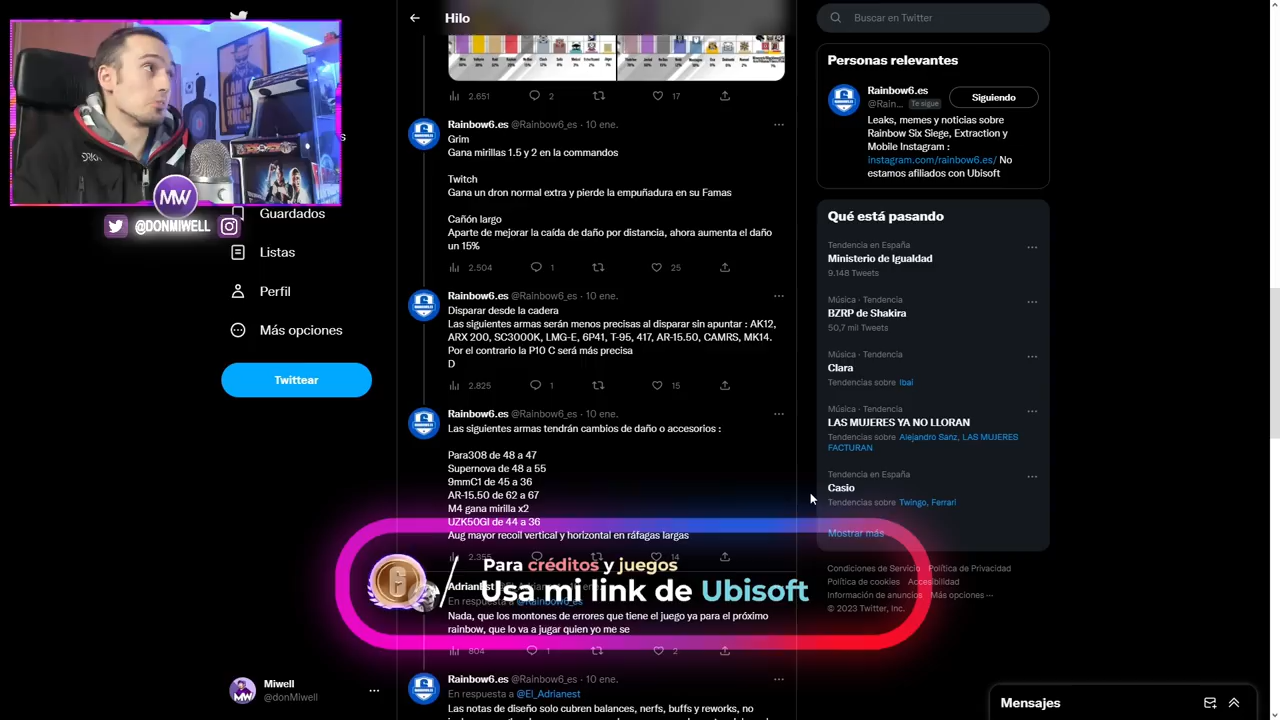 Hilo
Buscar en Twitter
2.651
2
17
Rainbow6.es @Rainbow6_es · 10 ene.
Grim
Gana mirillas 1.5 y 2 en la commandos
Twitch
Gana un dron normal extra y pierde la empuñadura en su Famas
Cañón largo
Aparte de mejorar la caída de daño por distancia, ahora aumenta el daño
un 15%
2.504
1
25
Rainbow6.es @Rainbow6_es · 10 ene.
Disparar desde la cadera
Las siguientes armas serán menos precisas al disparar sin apuntar : AK12,
ARX 200, SC3000K, LMG-E, 6P41, T-95, 417, AR-15.50, CAMRS, MK14.
Por el contrario la P10 C será más precisa
D
2.825
1
15
Rainbow6.es @Rainbow6_es · 10 ene.
Las siguientes armas tendrán cambios de daño o accesorios :
Para308 de 48 a 47
Supernova de 48 a 55
9mmC1 de 45 a 36
AR-15.50 de 62 a 67
M4 gana mirilla x2
UZK50GI de 44 a 36
Aug mayor recoil vertical y horizontal en ráfagas largas
2.355
14
Para créditos y juegos
Usa mi link de Ubisoft
En respuesta a @Rainbow6_es
Nada, que los montones de errores que tiene el juego ya para el próximo
rainbow, que lo va a jugar quien yo me se
804
1
2
Rainbow6.es @Rainbow6_es · 10 ene.
En respuesta a @El_Adrianest
Las notas de diseño solo cubren balances, nerfs, buffs y reworks, no
MW
@DONMIWELL
Guardados
Listas
Perfil
Más opciones
Twittear
Miwell
@donMiwell
Personas relevantes
Rainbow6.es
@Rain... Te sigue
Siguiendo
Leaks, memes y noticias sobre
Rainbow Six Siege, Extraction y
Mobile Instagram :
instagram.com/rainbow6.es/ No
estamos afiliados con Ubisoft
Qué está pasando
Tendencia en España
Ministerio de Igualdad
9.148 Tweets
Música · Tendencia
BZRP de Shakira
50,7 mil Tweets
Música · Tendencia
Clara
Tendencias sobre Ibai
Música · Tendencia
LAS MUJERES YA NO LLORAN
Tendencias sobre Alejandro Sanz, LAS MUJERES
FACTURAN
Tendencia en España
Casio
Tendencias sobre Twingo, Ferrari
Mostrar más
Condiciones de Servicio Política de Privacidad
Política de cookies Accesibilidad
Información de anuncios Más opciones ···
© 2023 Twitter, Inc.
Mensajes